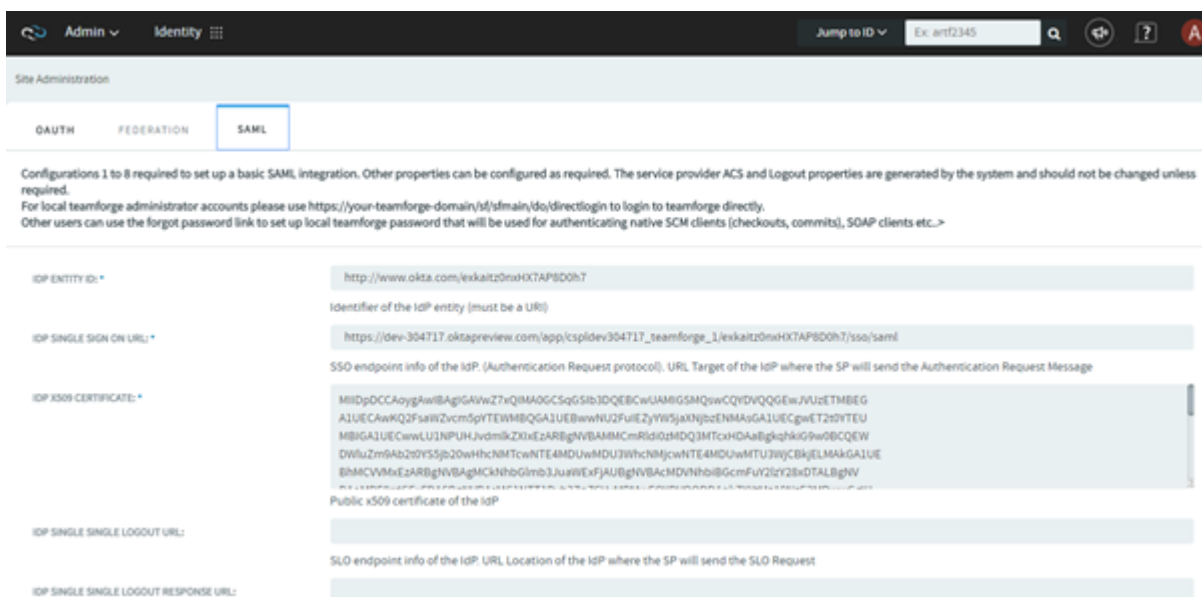 Admin
Identity
Jump to ID
Ex: artf2345
?
A
Site Administration
OAUTH
FEDERATION
SAML
Configurations 1 to 8 required to set up a basic SAML integration. Other properties can be configured as required. The service provider ACS and Logout properties are generated by the system and should not be changed unless
required.
For local teamforge administrator accounts please use https://your-teamforge-domain/sf/sfmain/do/directlogin to login to teamforge directly.
Other users can use the forgot password link to set up local teamforge password that will be used for authenticating native SCM clients (checkouts, commits), SOAP clients etc..>
IDP ENTITY ID: *
http://www.okta.com/exkaitz0nxHX7AP8D0h7
Identifier of the IdP entity (must be a URI)
IDP SINGLE SIGN ON URL: *
https://dev-304717.oktapreview.com/app/cspldev304717_teamforge_1/exkaitz0nxHX7AP8D0h7/sso/saml
SSO endpoint info of the IdP. (Authentication Request protocol). URL Target of the IdP where the SP will send the Authentication Request Message
IDP X509 CERTIFICATE: *
Public x509 certificate of the IdP
IDP SINGLE SINGLE LOGOUT URL:
SLO endpoint info of the IdP. URL Location of the IdP where the SP will send the SLO Request
IDP SINGLE SINGLE LOGOUT RESPONSE URL: